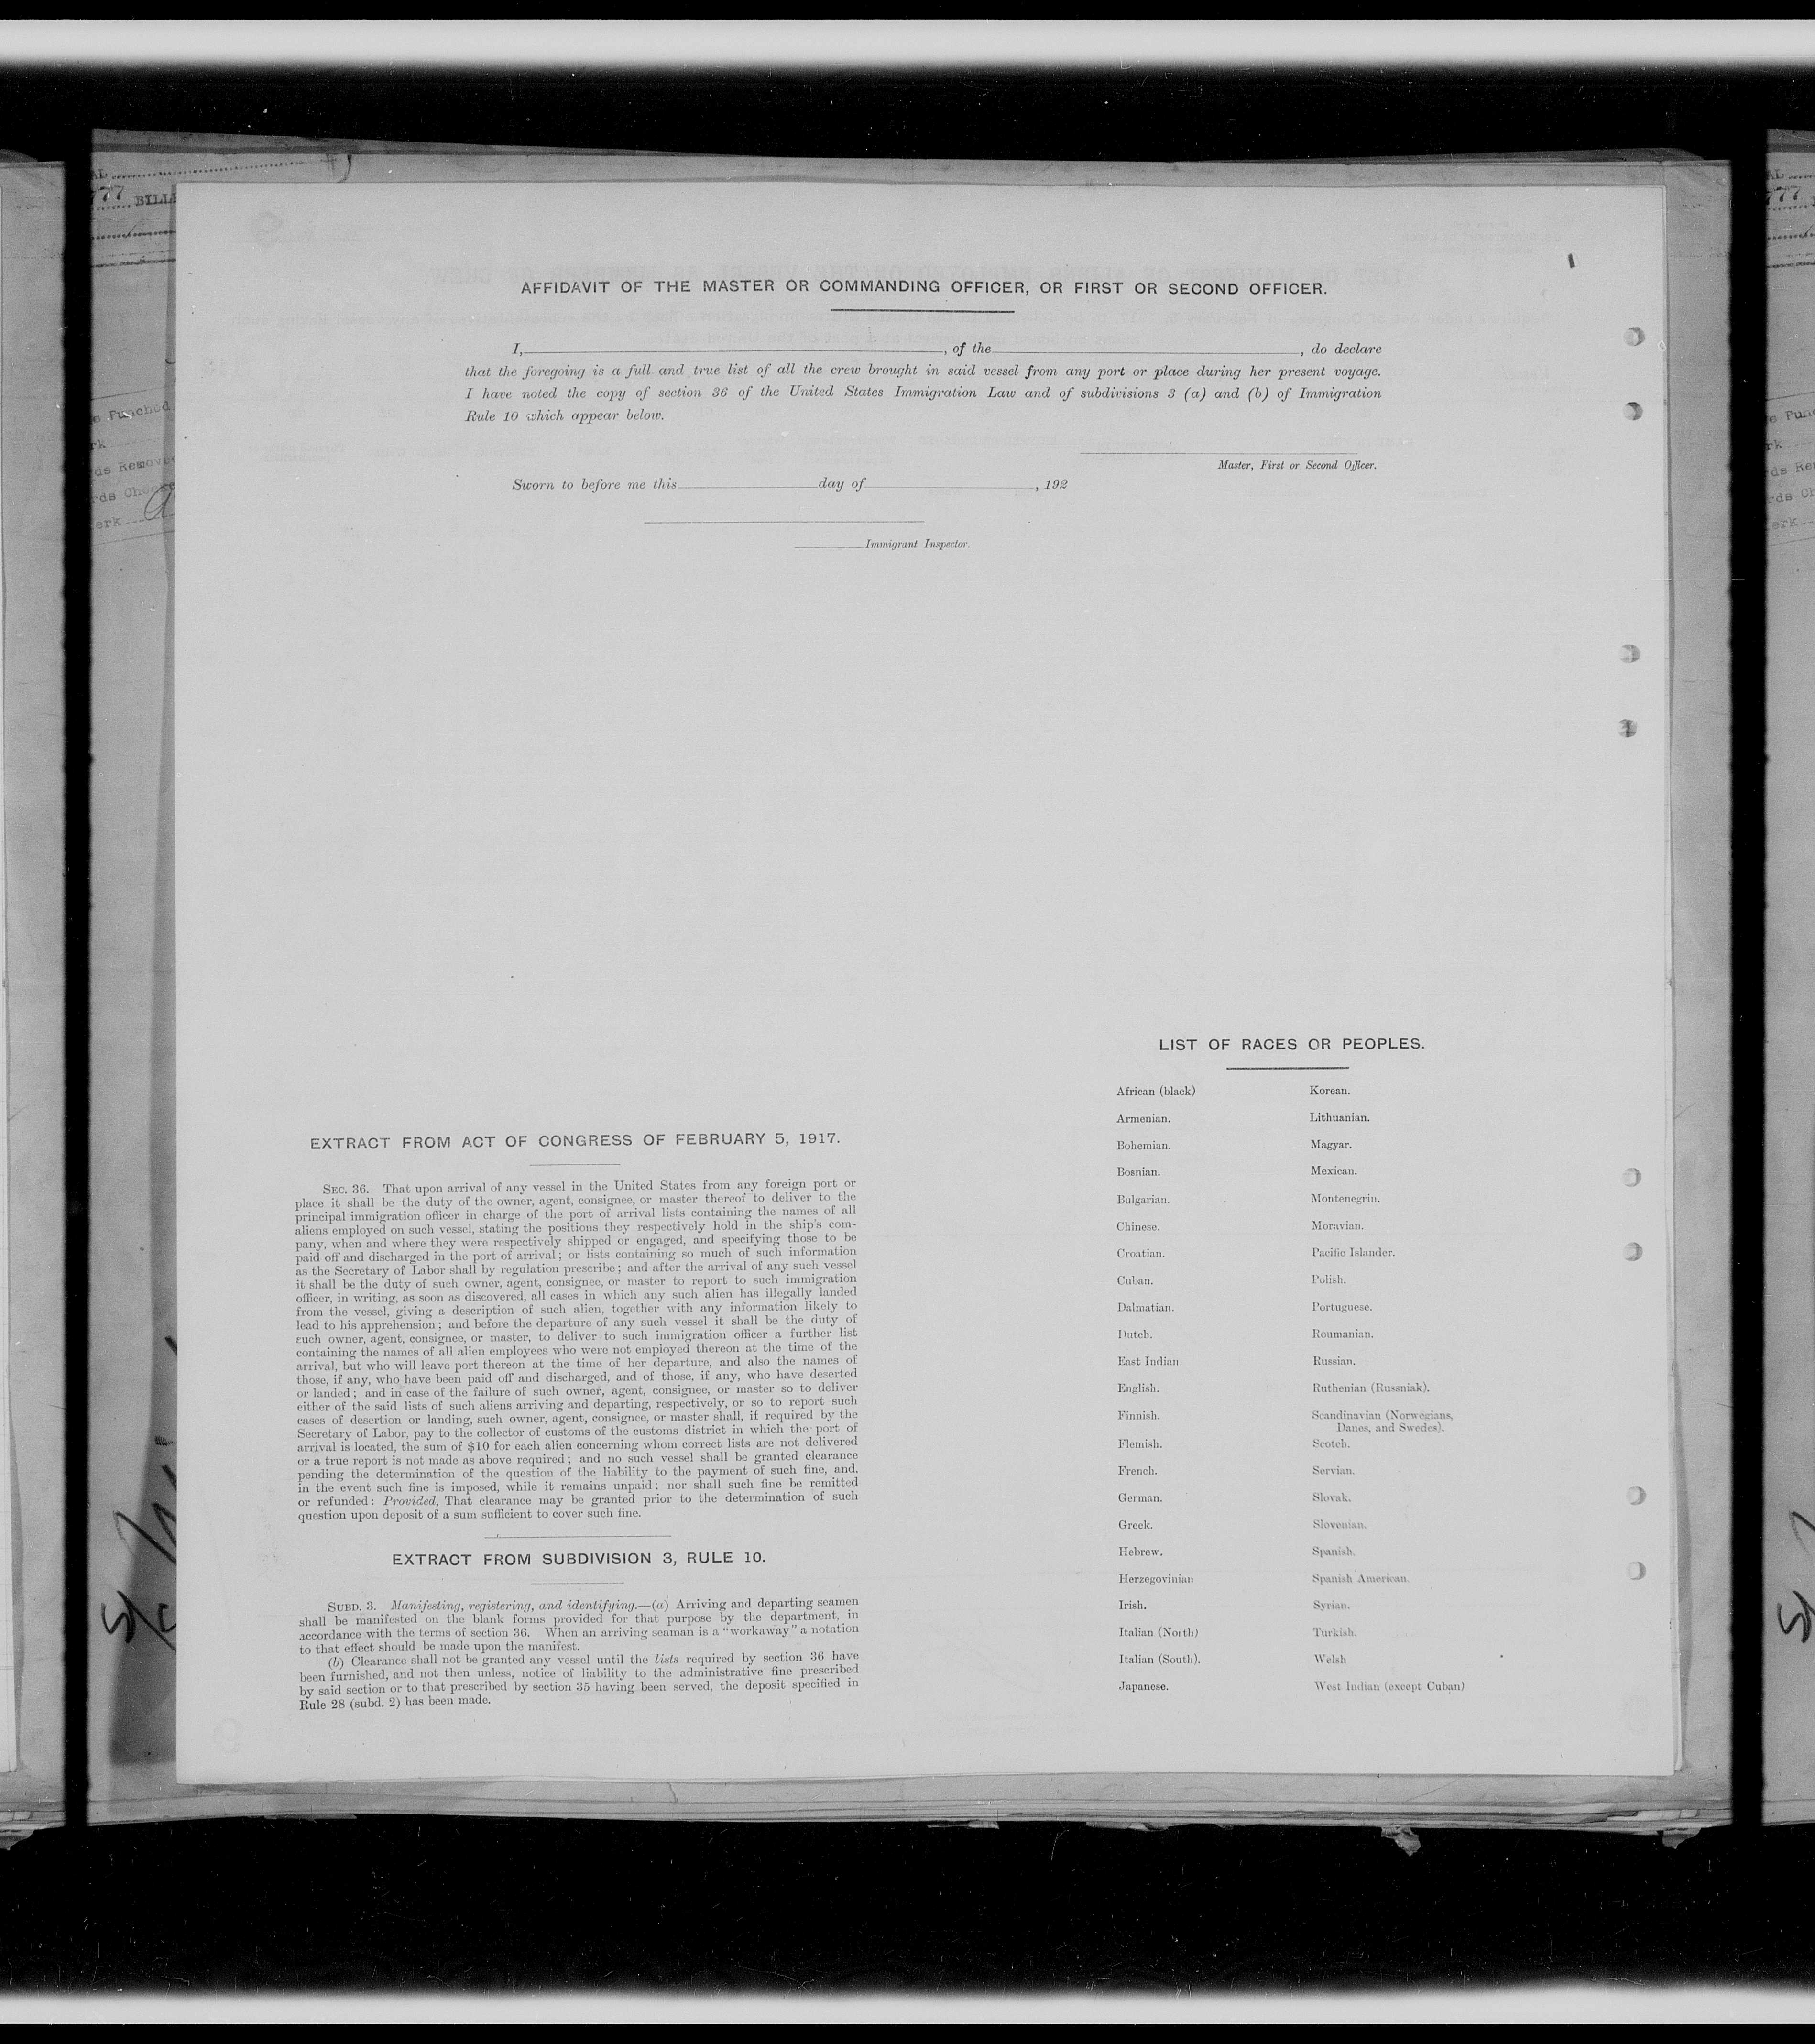 AFFIDAVIT OF THE MASTER OR COMMANDING OFFICER, OR FIRST OR SECOND OFFICER.
I, , of the , do declare
that the foregoing is a full and true list of all the crew brought in said vessel from any port or place during her present voyage.
I have noted the copy of section 36 of the United States Immigration Law and of subdivisions 3 (a) and (b) of Immigration
Rule 10 which appear below.
Master, First or Second Officer.
Sworn to before me this day of , 192
Immigrant Inspector.
EXTRACT FROM ACT OF CONGRESS OF FEBRUARY 5, 1917.
SEC. 36. That upon arrival of any vessel in the United States from any foreign port or
place it shall be the duty of the owner, agent, consignee, or master thereof to deliver to the
principal immigration officer in charge of the port of arrival lists containing the names of all
aliens employed on such vessel, stating the positions they respectively hold in the ship's com-
pany, when and where they were respectively shipped or engaged, and specifying those to be
paid off and discharged in the port of arrival; or lists containing so much of such information
as the Secretary of Labor shall by regulation prescribe; and after the arrival of any such vessel
it shall be the duty of such owner, agent, consignee, or master to report to such immigration
officer, in writing, as soon as discovered, all cases in which any such alien has illegally landed
from the vessel, giving a description of such alien, together with any information likely to
lead to his apprehension; and before the departure of any such vessel it shall be the duty of
such owner, agent, consignee, or master, to deliver to such immigration officer a further list
containing the names of all alien employees who were not employed thereon at the time of the
arrival, but who will leave port thereon at the time of her departure, and also the names of
those, if any, who have been paid off and discharged, and of those, if any, who have deserted
or landed; and in case of the failure of such owner, agent, consignee, or master so to deliver
either of the said lists of such aliens arriving and departing, respectively, or so to report such
cases of desertion or landing, such owner, agent, consignee, or master shall, if required by the
Secretary of Labor, pay to the collector of customs of the customs district in which the port of
arrival is located, the sum of $10 for each alien concerning whom correct lists are not delivered
or a true report is not made as above required; and no such vessel shall be granted clearance
pending the determination of the question of the liability to the payment of such fine, and,
in the event such fine is imposed, while it remains unpaid; nor shall such fine be remitted
or refunded: Provided, That clearance may be granted prior to the determination of such
question upon deposit of a sum sufficient to cover such fine.
EXTRACT FROM SUBDIVISION 3, RULE 10.
SUBD. 3. Manifesting, registering, and identifying.—(a) Arriving and departing seamen
shall be manifested on the blank forms provided for that purpose by the department, in
accordance with the terms of section 36. When an arriving seaman is a "workaway" a notation
to that effect should be made upon the manifest.
(b) Clearance shall not be granted any vessel until the lists required by section 36 have
been furnished, and not then unless, notice of liability to the administrative fine prescribed
by said section or to that prescribed by section 35 having been served, the deposit specified in
Rule 28 (subd. 2) has been made.
LIST OF RACES OR PEOPLES.
African (black)
Armenian.
Bohemian.
Bosnian.
Bulgarian.
Chinese.
Croatian.
Cuban.
Dalmatian.
Dutch.
East Indian
English.
Finnish.
Flemish.
French.
German.
Greek.
Hebrew.
Herzegovinian
Irish.
Italian (North)
Italian (South).
Japanese.
Korean.
Lithuanian.
Magyar.
Mexican.
Montenegrin.
Moravian.
Pacific Islander.
Polish.
Portuguese.
Roumanian.
Russian.
Ruthenian (Russniak).
Scandinavian (Norwegians,
Danes, and Swedes).
Scotch.
Servian.
Slovak.
Slovenian.
Spanish.
Spanish American.
Syrian.
Turkish.
Welsh
West Indian (except Cuban)